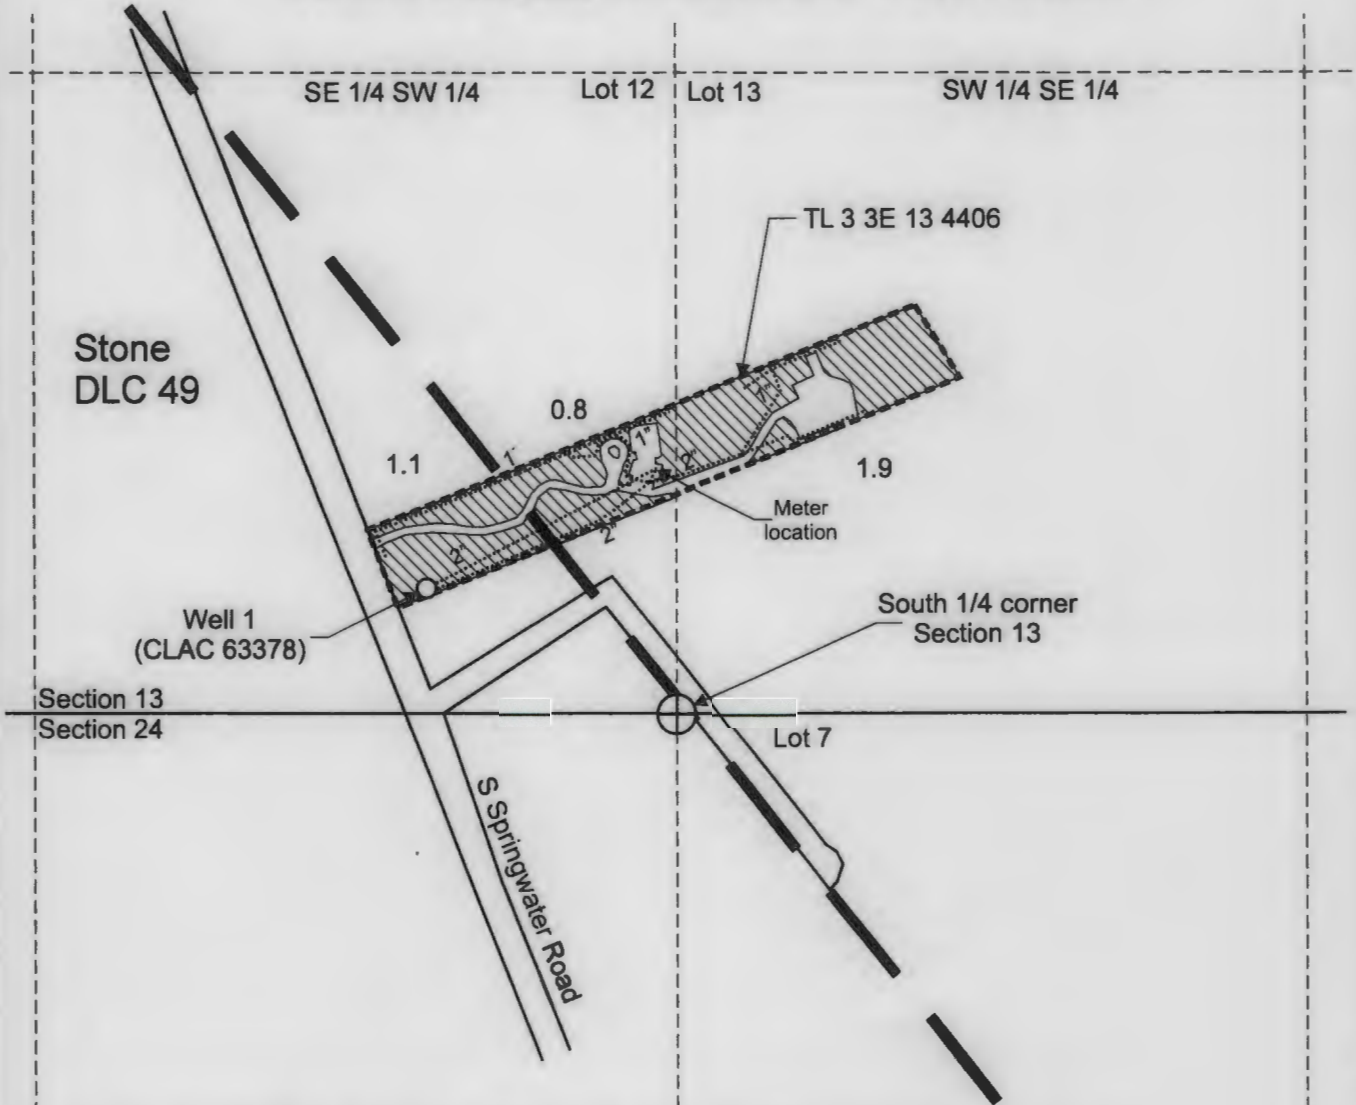 SE 1/4 SW 1/4
Lot 12
Lot 13
SW 1/4 SE 1/4
TL 3 3E 13 4406
Stone
DLC 49
0.8
1.1
1"
1"
1"
2"
1.9
Meter
location
2"
2"
Well 1
(CLAC 63378)
South 1/4 corner
Section 13
Section 13
Section 24
Lot 7
S Springwater Road